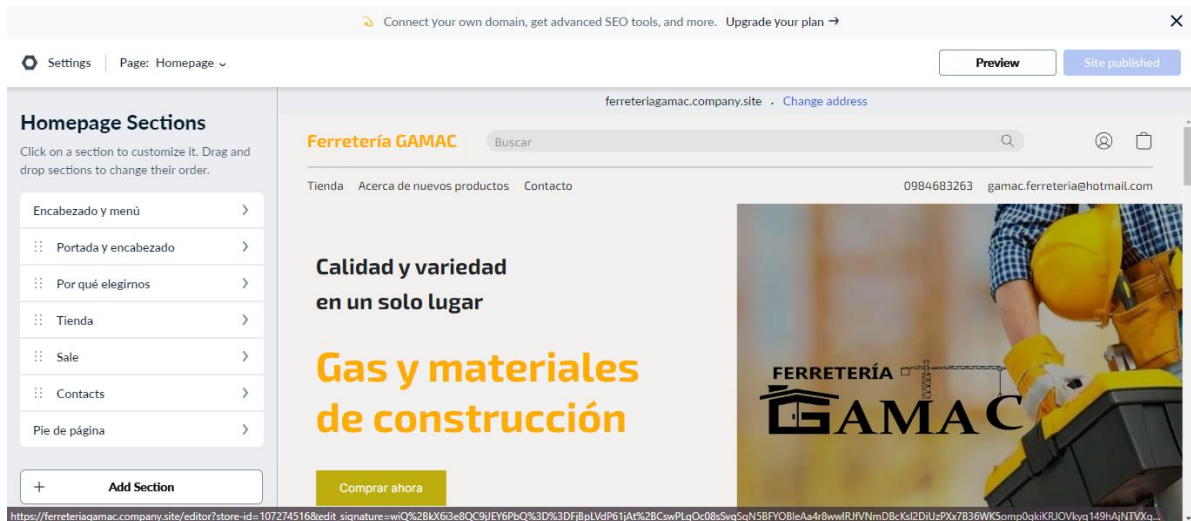 Connect your own domain, get advanced SEO tools, and more. Upgrade your plan →
Settings Page: Homepage
Preview
Site published
ferreteriagamac.company.site . Change address
Homepage Sections
Click on a section to customize it. Drag and
drop sections to change their order.
Encabezado y menú
Portada y encabezado
Por qué elegirnos
Tienda
Sale
Contacts
Pie de página
+ Add Section
Ferretería GAMAC
Buscar
Tienda Acerca de nuevos productos Contacto
0984683263 gamac.ferreteria@hotmail.com
Calidad y variedad
en un solo lugar
Gas y materiales
de construcción
Comprar ahora
FERRETERÍA
GAMAC